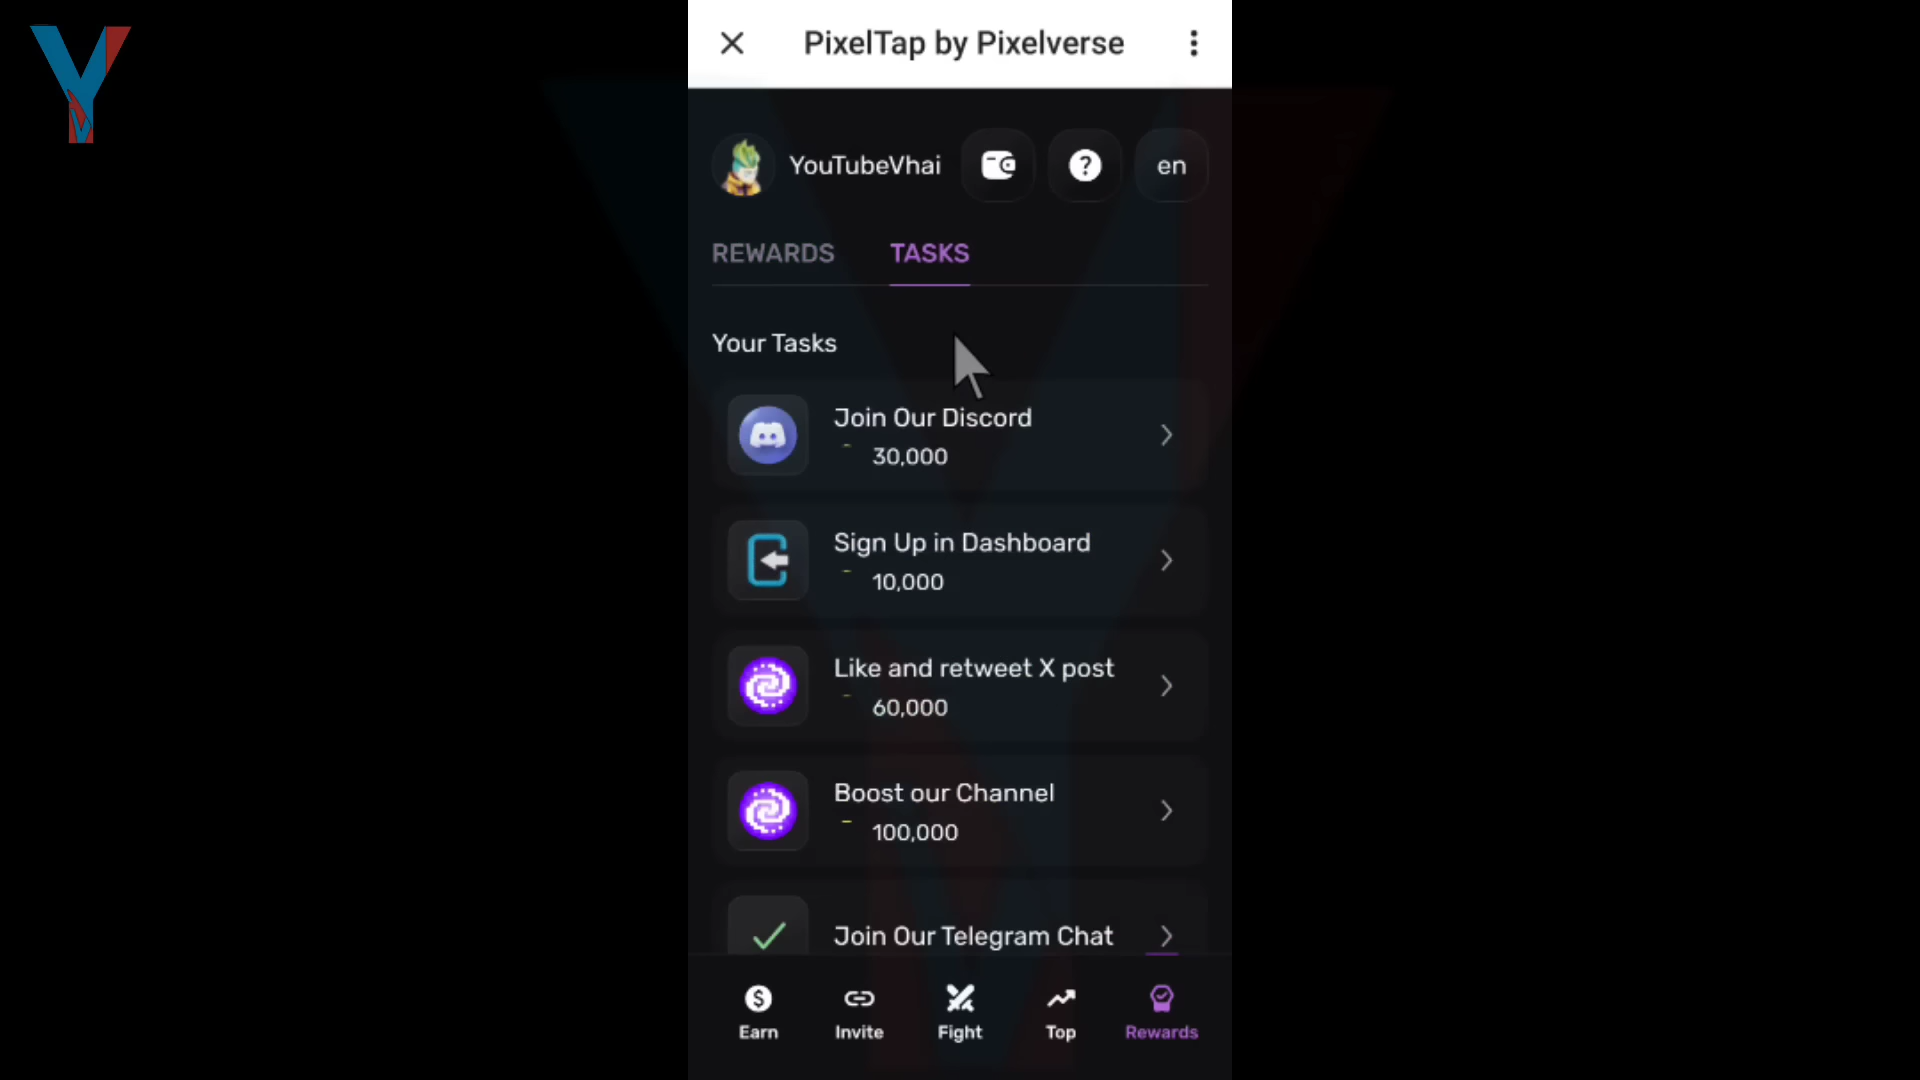 PixelTap by Pixelverse
YouTubeVhai
en
REWARDS TASKS
Your Tasks
Join Our Discord
30,000
Sign Up in Dashboard
10,000
Like and retweet X post
60,000
Boost our Channel
100,000
Join Our Telegram Chat
Earn Invite Fight Top Rewards